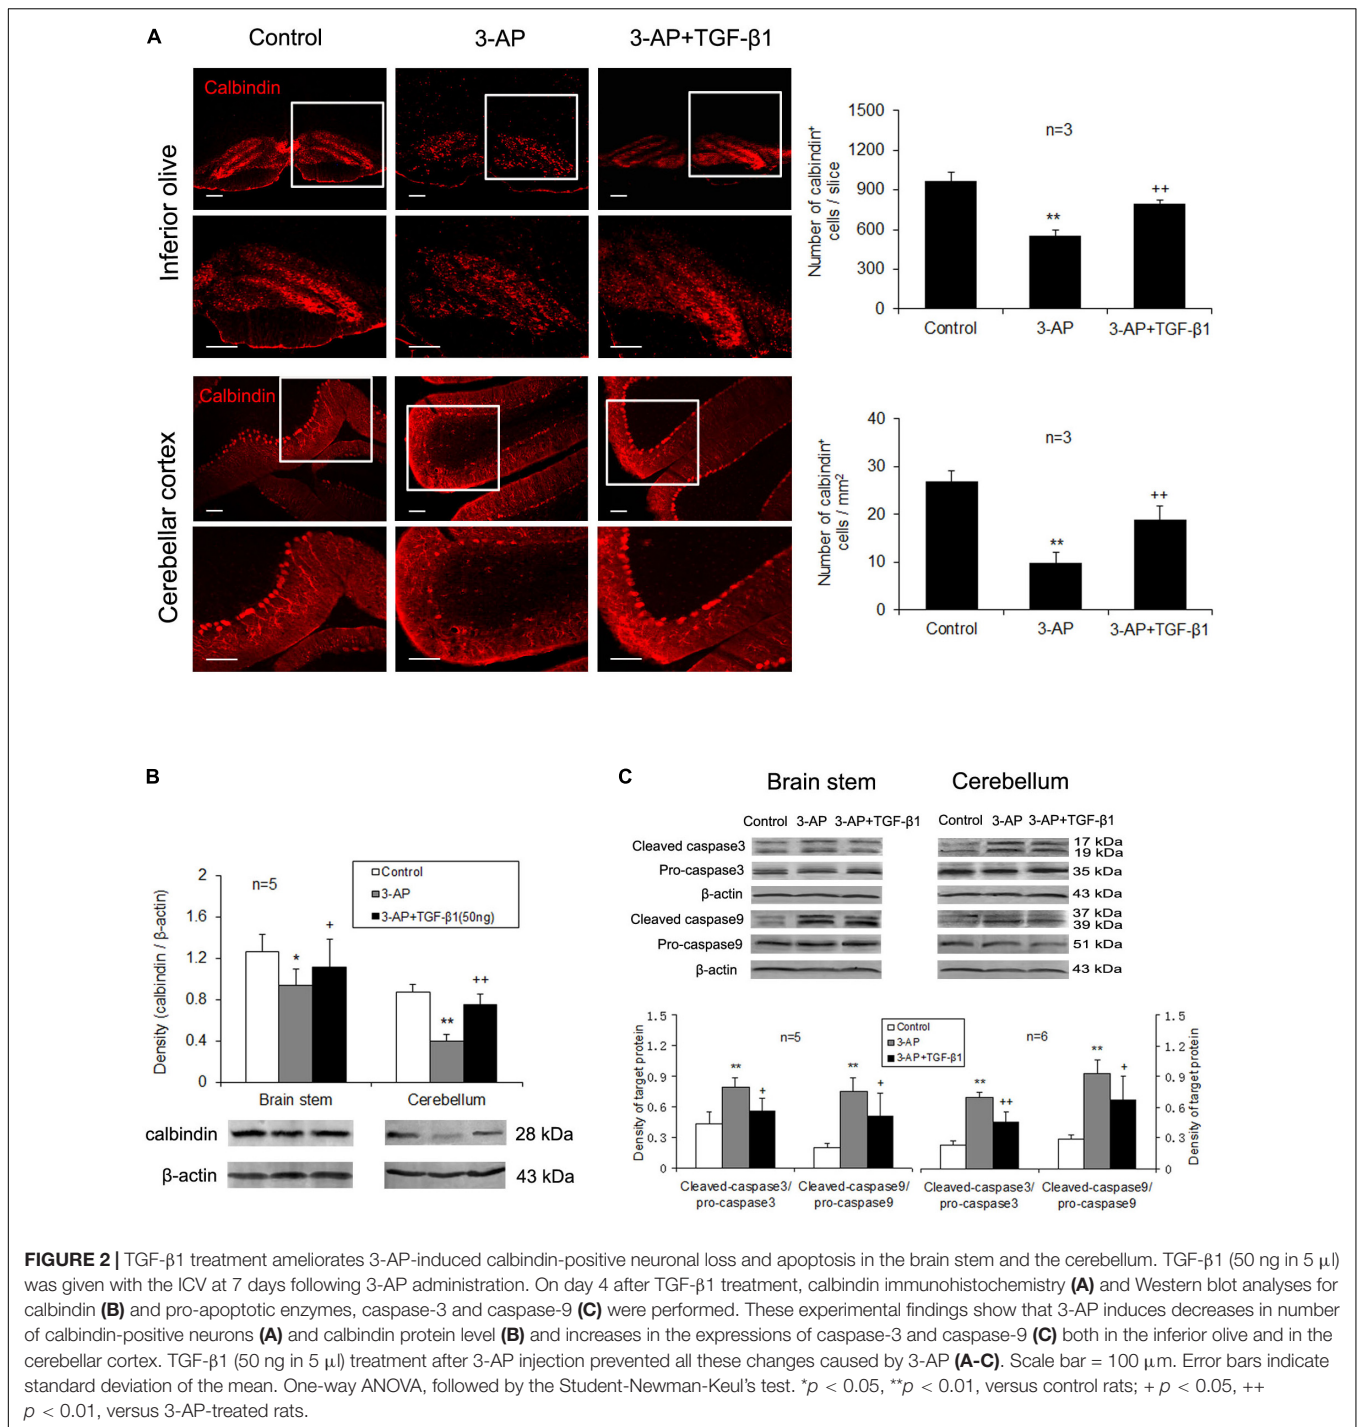 A
Control
3-AP
3-AP+TGF-β1
Inferior olive
Calbindin
Number of calbindin⁺
cells / slice
1500
1200
900
600
300
0
n=3
**
++
Control
3-AP
3-AP+TGF-β1
Cerebellar cortex
Calbindin
Number of calbindin⁺
cells / mm²
40
30
20
10
0
n=3
**
++
Control
3-AP
3-AP+TGF-β1
B
Density (calbindin / β-actin)
2
1.6
1.2
0.8
0.4
0
n=5
Control
3-AP
3-AP+TGF-β1(50ng)
*
+
**
++
Brain stem
Cerebellum
calbindin
28 kDa
β-actin
43 kDa
C
Brain stem
Cerebellum
Control 3-AP 3-AP+TGF-β1
Control 3-AP 3-AP+TGF-β1
Cleaved caspase3
17 kDa
19 kDa
Pro-caspase3
35 kDa
β-actin
43 kDa
Cleaved caspase9
37 kDa
39 kDa
Pro-caspase9
51 kDa
β-actin
43 kDa
Density of target protein
1.5
1.2
0.9
0.6
0.3
0
n=5
Control
3-AP
3-AP+TGF-β1
n=6
**
+
**
+
**
++
**
+
1.5
1.2
0.9
0.6
0.3
0
Density of target protein
Cleaved-caspase3/
pro-caspase3
Cleaved-caspase9/
pro-caspase9
Cleaved-caspase3/
pro-caspase3
Cleaved-caspase9/
pro-caspase9
FIGURE 2 | TGF-β1 treatment ameliorates 3-AP-induced calbindin-positive neuronal loss and apoptosis in the brain stem and the cerebellum. TGF-β1 (50 ng in 5 μl)
was given with the ICV at 7 days following 3-AP administration. On day 4 after TGF-β1 treatment, calbindin immunohistochemistry (A) and Western blot analyses for
calbindin (B) and pro-apoptotic enzymes, caspase-3 and caspase-9 (C) were performed. These experimental findings show that 3-AP induces decreases in number
of calbindin-positive neurons (A) and calbindin protein level (B) and increases in the expressions of caspase-3 and caspase-9 (C) both in the inferior olive and in the
cerebellar cortex. TGF-β1 (50 ng in 5 μl) treatment after 3-AP injection prevented all these changes caused by 3-AP (A-C). Scale bar = 100 μm. Error bars indicate
standard deviation of the mean. One-way ANOVA, followed by the Student-Newman-Keul's test. *p < 0.05, **p < 0.01, versus control rats; + p < 0.05, ++
p < 0.01, versus 3-AP-treated rats.